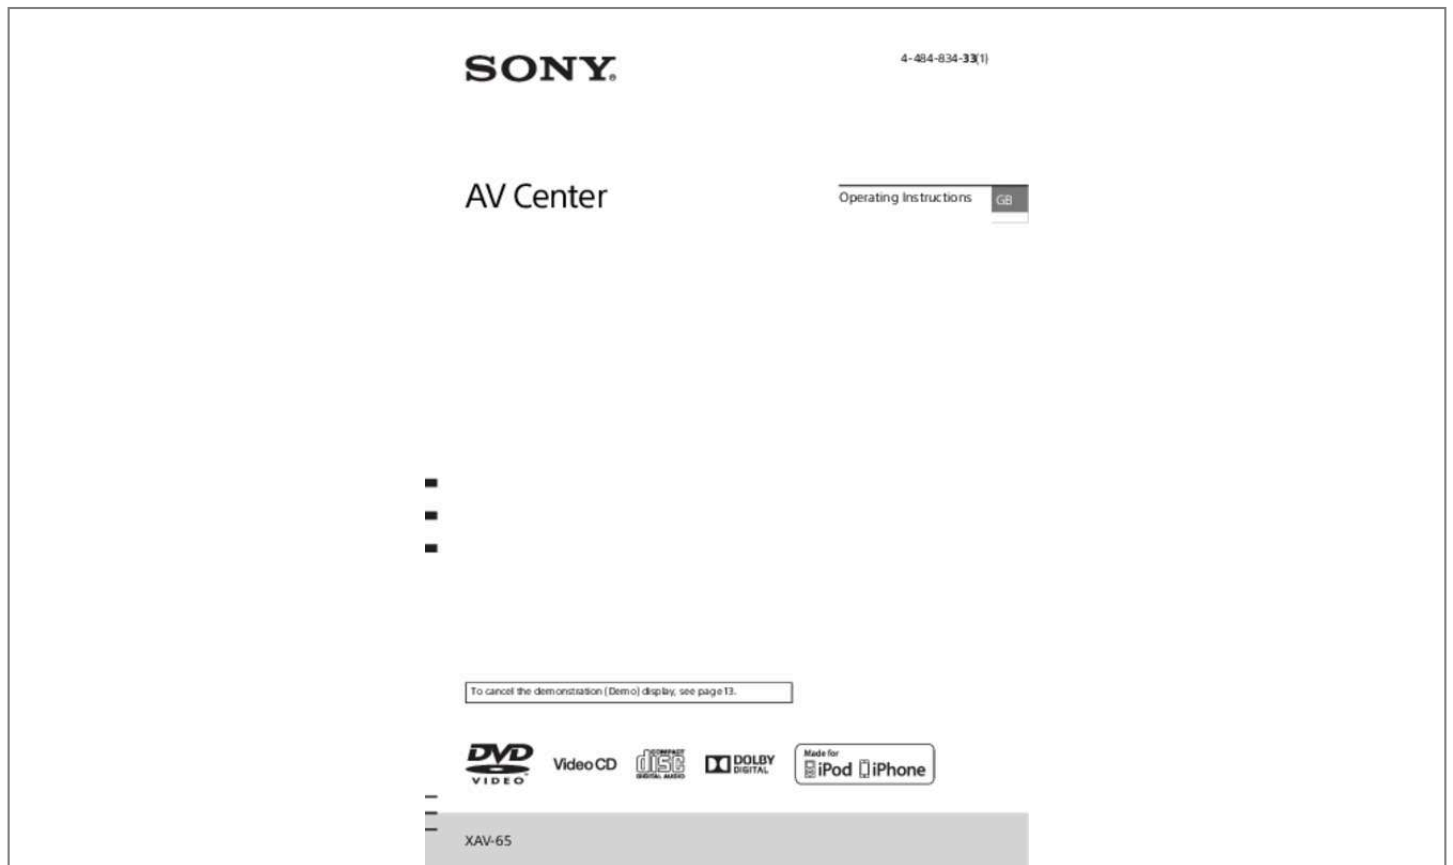 SONY®
4-484-834-33(1)
AV Center
Operating Instructions
GB
To cancel the demonstration (Demo) display, see page 13.
DVD
VIDEO™
Video CD
COMPACT
disc
DIGITAL AUDIO
DOLBY
DIGITAL
Made for
iPod iPhone
XAV-65